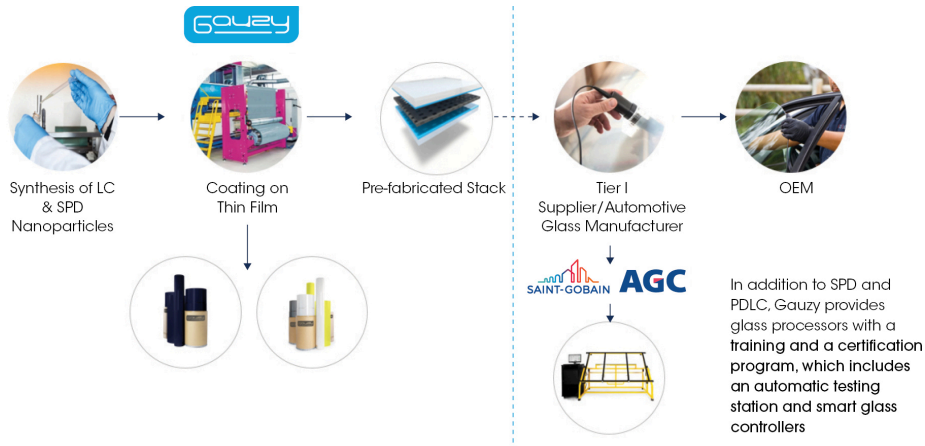 Gauzy
Synthesis of LC
& SPD
Nanoparticles
Coating on
Thin Film
Pre-fabricated Stack
Tier I
Supplier/Automotive
Glass Manufacturer
OEM
SAINT-GOBAIN
AGC
In addition to SPD and
PDLC, Gauzy provides
glass processors with a
training and a certification
program, which includes
an automatic testing
station and smart glass
controllers